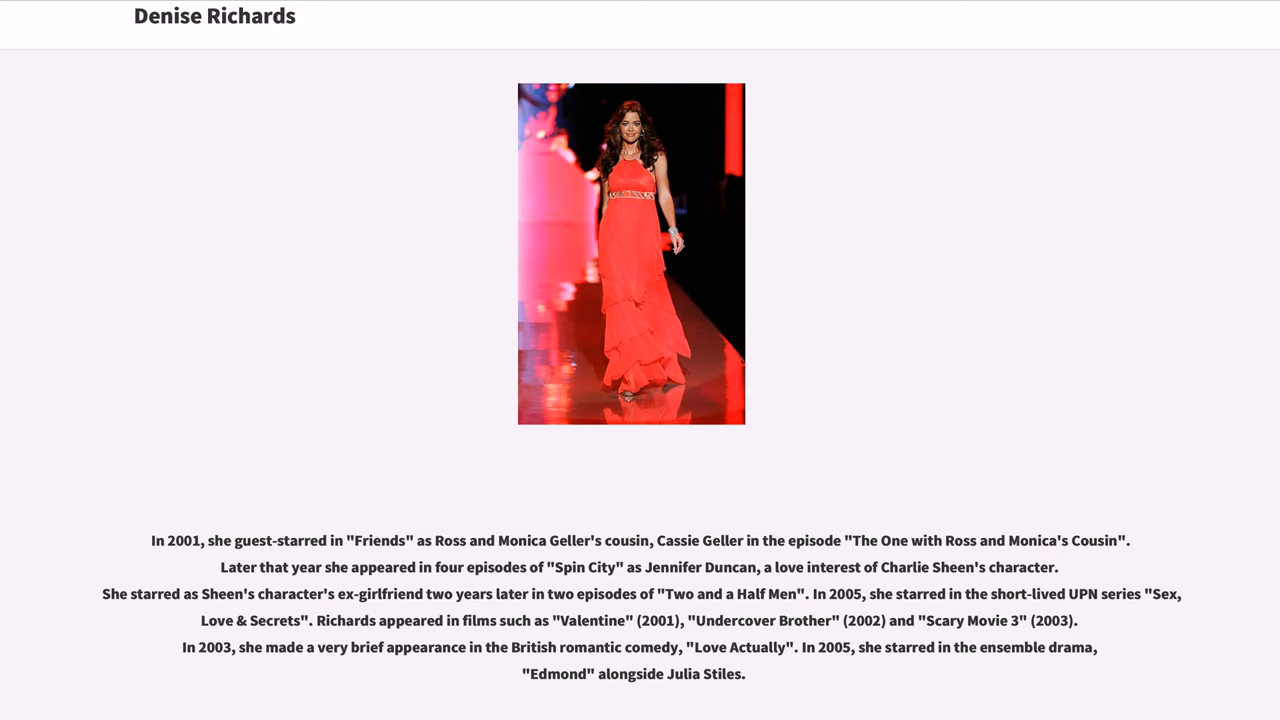 Denise Richards
In 2001, she guest-starred in "Friends" as Ross and Monica Geller's cousin, Cassie Geller in the episode "The One with Ross and Monica's Cousin".
Later that year she appeared in four episodes of "Spin City" as Jennifer Duncan, a love interest of Charlie Sheen's character.
She starred as Sheen's character's ex-girlfriend two years later in two episodes of "Two and a Half Men". In 2005, she starred in the short-lived UPN series "Sex,
Love & Secrets". Richards appeared in films such as "Valentine" (2001), "Undercover Brother" (2002) and "Scary Movie 3" (2003).
In 2003, she made a very brief appearance in the British romantic comedy, "Love Actually". In 2005, she starred in the ensemble drama,
"Edmond" alongside Julia Stiles.